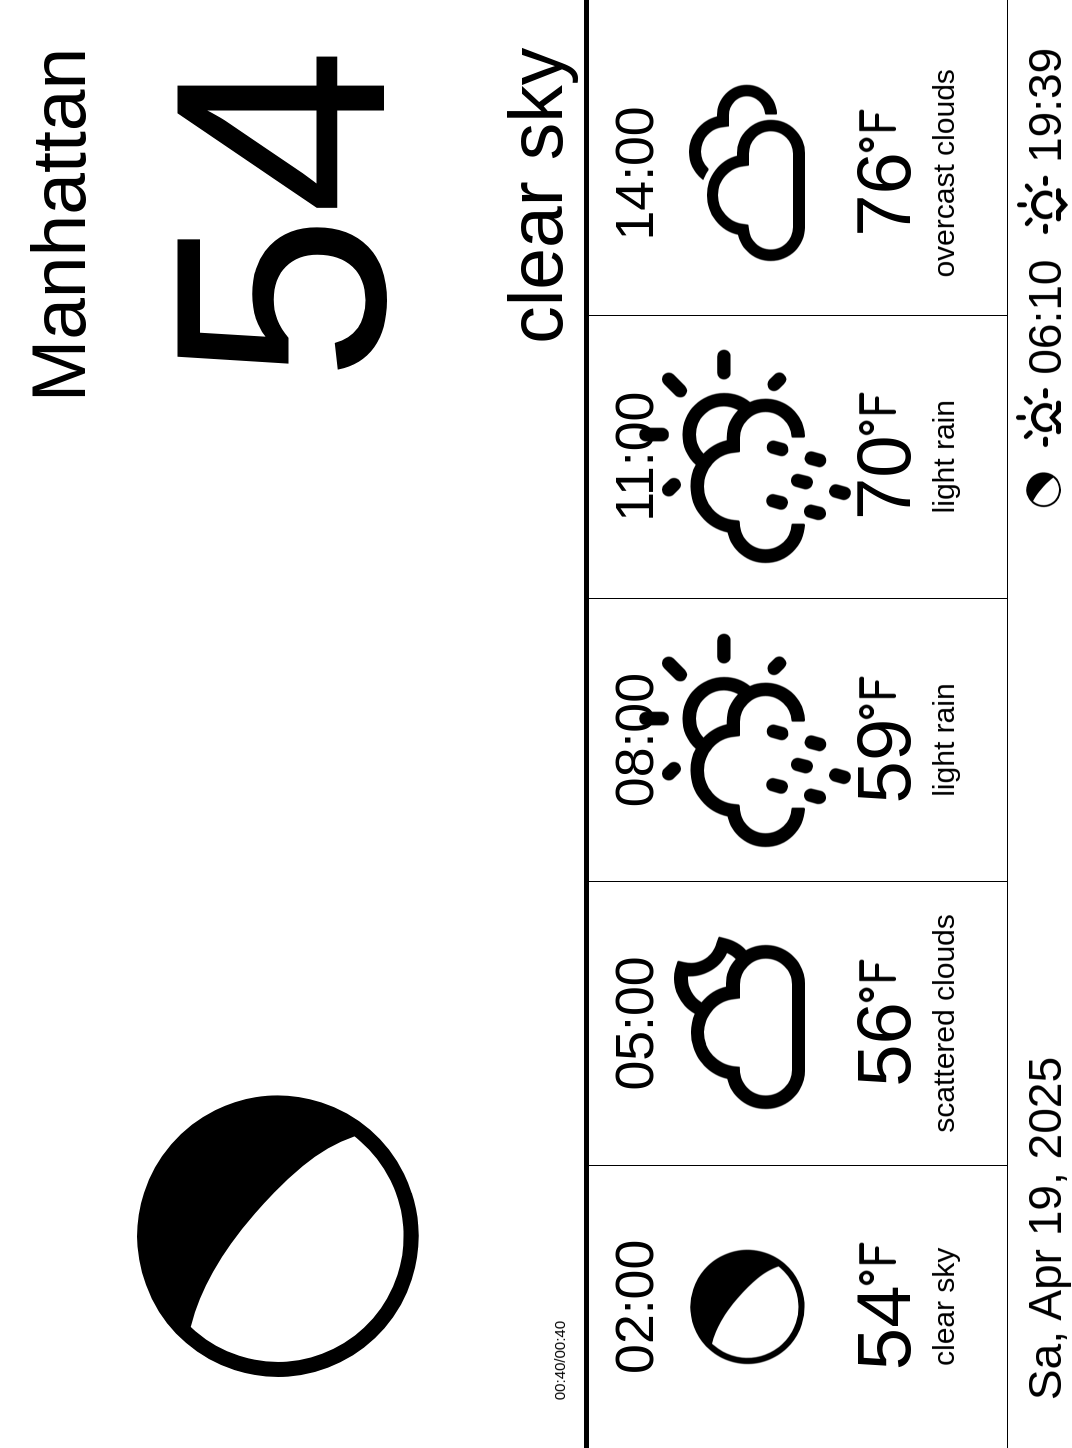 Manhattan
54
clear sky
00:40/00:40
02:00
54°F
clear sky
05:00
56°F
scattered clouds
08:00
59°F
light rain
11:00
70°F
light rain
14:00
76°F
overcast clouds
Sa, Apr 19, 2025
06:10 19:39